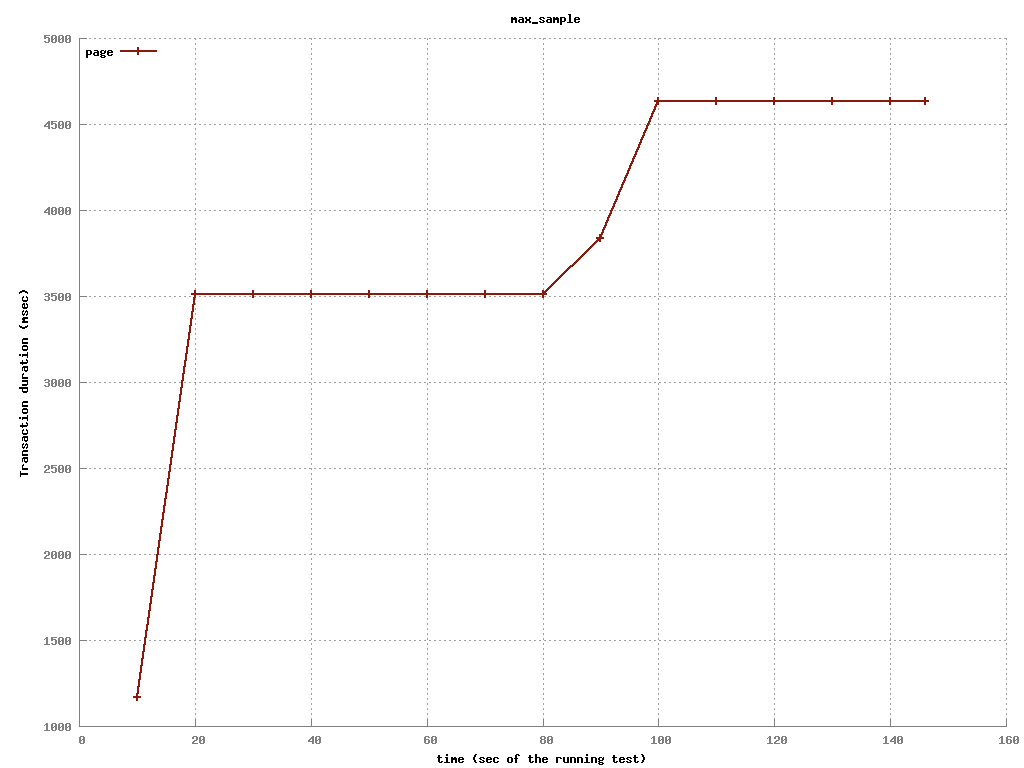 max_sample
5000
page
4500
4000
3500
3000
2500
2000
1500
1000
Transaction duration (msec)
0 20 40 60 80 100 120 140 160
time (sec of the running test)